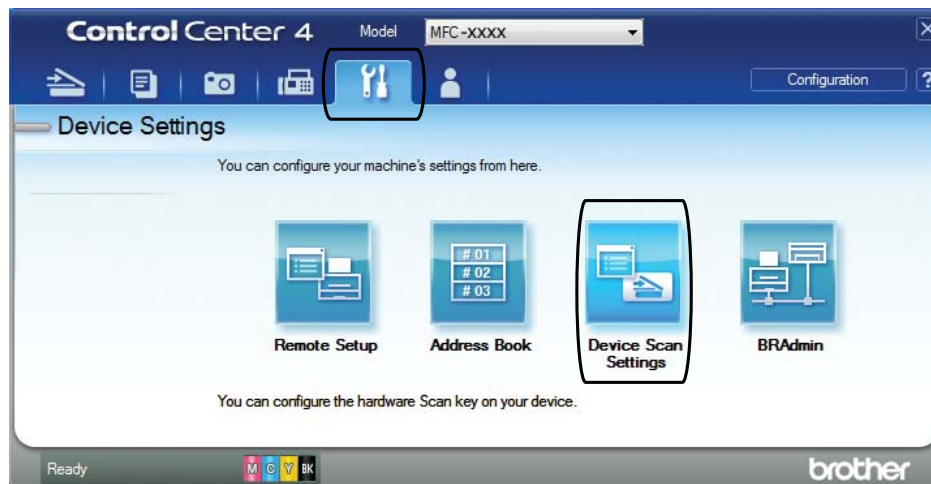 Control Center 4
Model
MFC-XXXX
Configuration
?
Device Settings
You can configure your machine's settings from here.
# 01
# 02
# 03
Remote Setup
Address Book
Device Scan
Settings
BRAdmin
You can configure the hardware Scan key on your device.
Ready
M C Y BK
brother